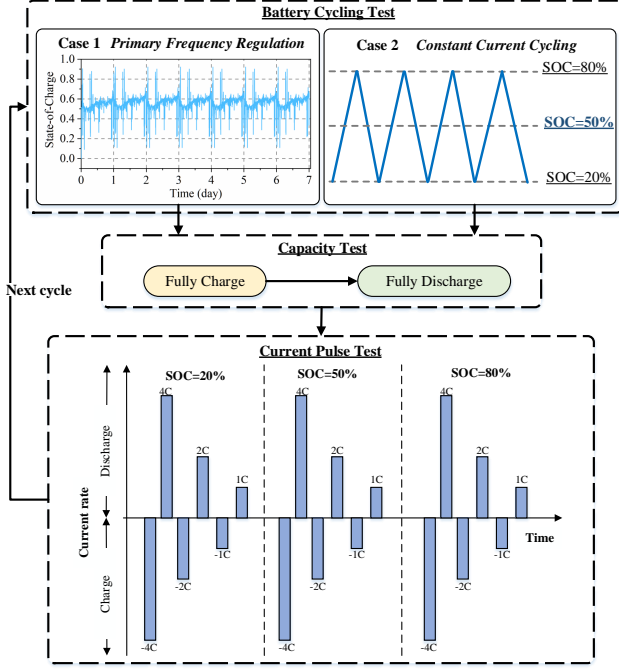 Battery Cycling Test
Case 1 Primary Frequency Regulation
State-of-Charge
1.0
0.8
0.6
0.4
0.2
0.0
0 1 2 3 4 5 6 7
Time (day)
Case 2 Constant Current Cycling
SOC=80%
SOC=50%
SOC=20%
Capacity Test
Fully Charge
Fully Discharge
Next cycle
Current Pulse Test
SOC=20% SOC=50% SOC=80%
Discharge
Charge
Current rate
Time
4C 4C 4C
2C 2C 2C
1C 1C 1C
-1C -1C -1C
-2C -2C -2C
-4C -4C -4C